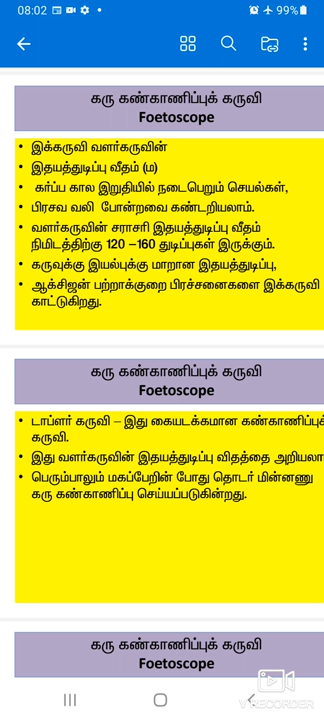 08:02
99%
கரு கண்காணிப்புக் கருவி
Foetoscope
• இக்கருவி வளர்கருவின்
• இதயத்துடிப்பு வீதம் (ம)
• கர்ப்ப கால இறுதியில் நடைபெறும் செயல்கள்,
• பிரசவ வலி போன்றவை கண்டறியலாம்.
• வளர்கருவின் சராசரி இதயத்துடிப்பு வீதம்
நிமிடத்திற்கு 120 –160 துடிப்புகள் இருக்கும்.
• கருவுக்கு இயல்புக்கு மாறான இதயத்துடிப்பு,
• ஆக்சிஜன் பற்றாக்குறை பிரச்சனைகளை இக்கருவி
காட்டுகிறது.
கரு கண்காணிப்புக் கருவி
Foetoscope
• டாப்ளர் கருவி – இது கையடக்கமான கண்காணிப்புக்
கருவி.
• இது வளர்கருவின் இதயத்துடிப்பு விதத்தை அறியலா
• பெரும்பாலும் மகப்பேறின் போது தொடர் மின்னணு
கரு கண்காணிப்பு செய்யப்படுகின்றது.
கரு கண்காணிப்புக் கருவி
Foetoscope
V RECORDER